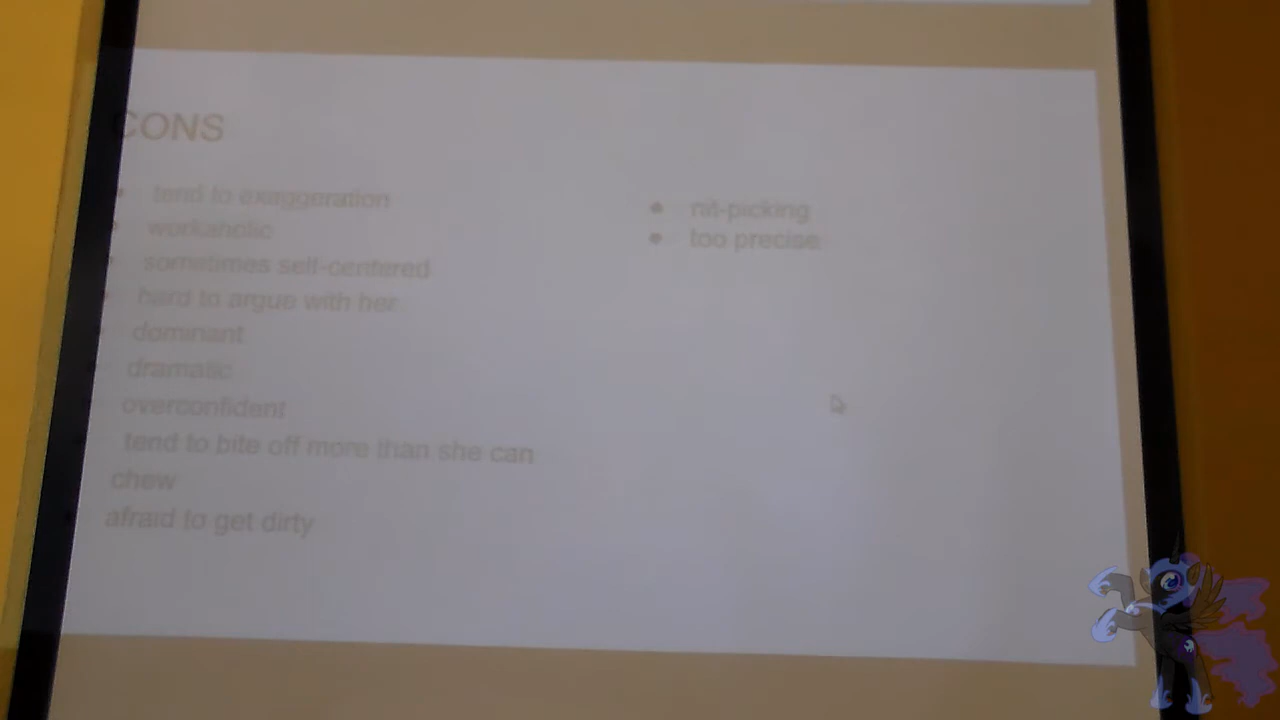 CONS
tend to exaggeration
workaholic
sometimes self-centered
hard to argue with her
dominant
dramatic
overconfident
tend to bite off more than she can
chew
afraid to get dirty
nit-picking
too precise